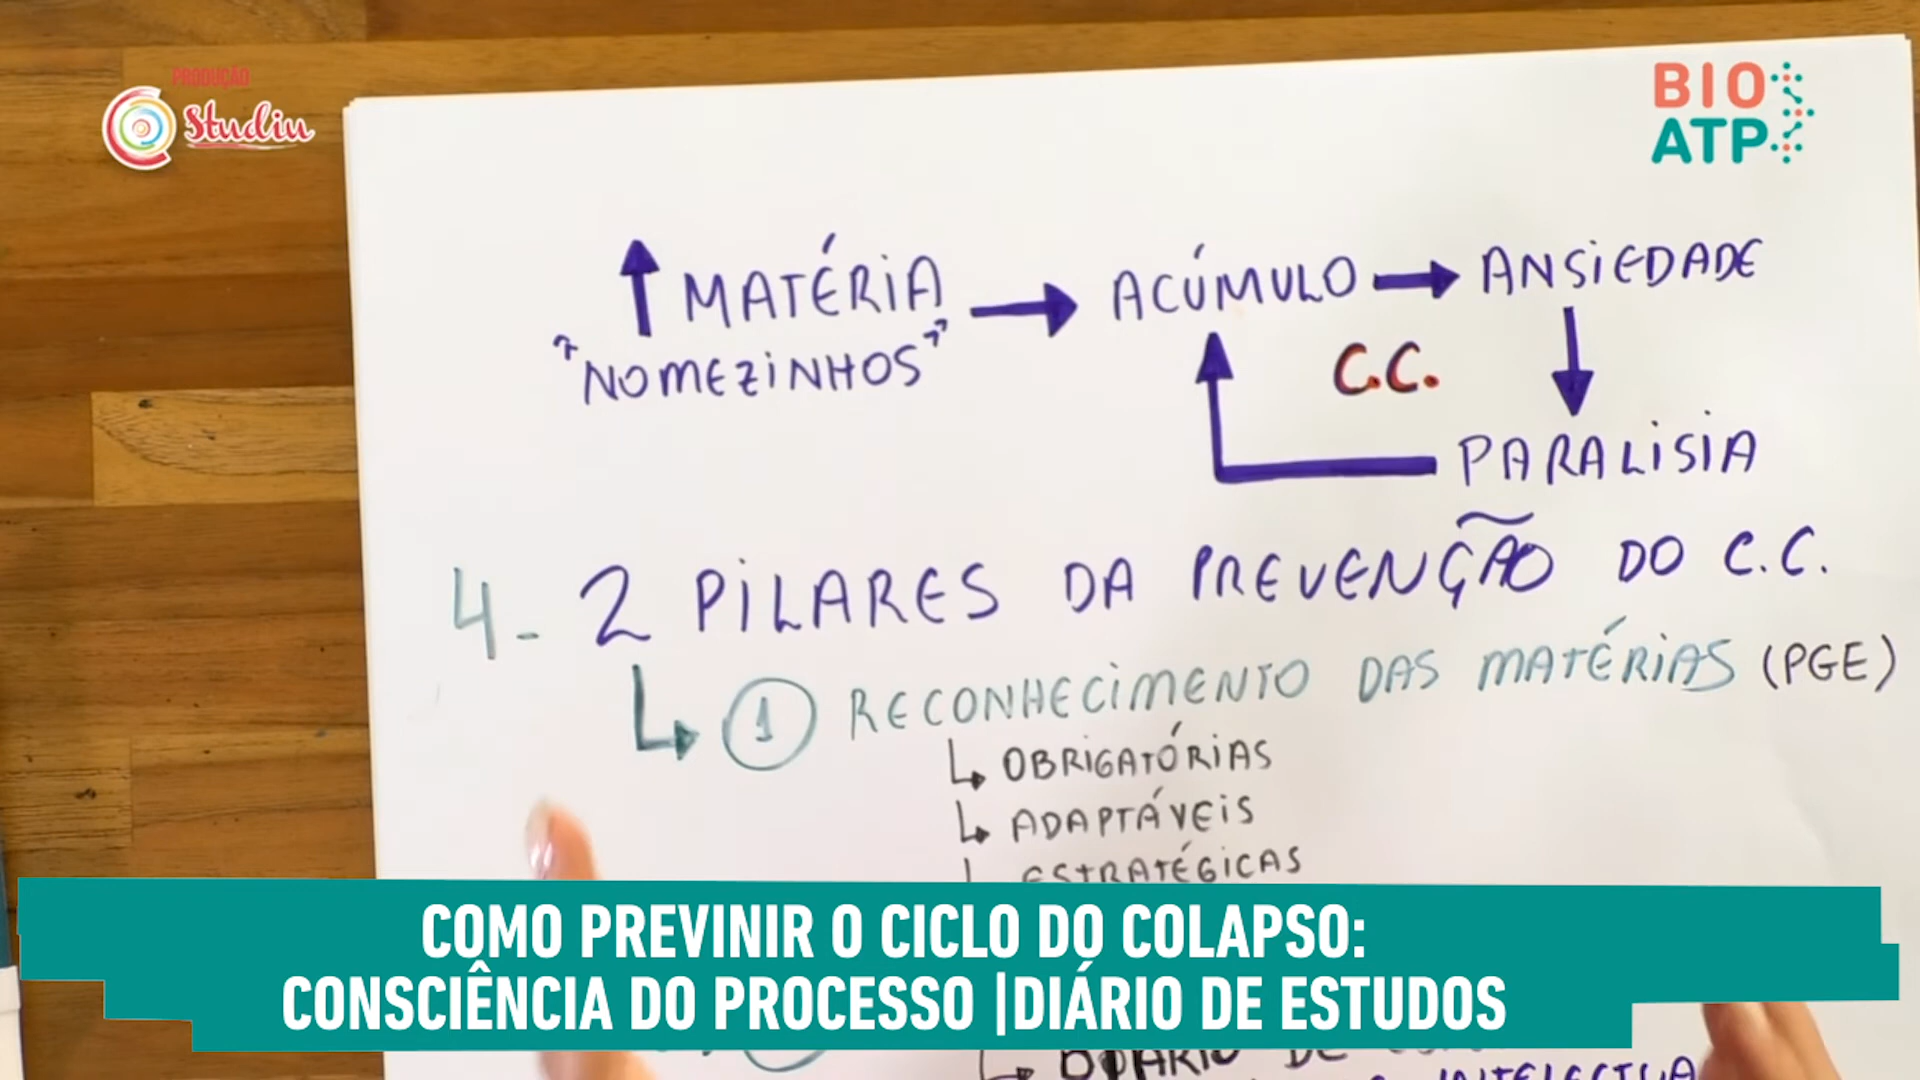 PRODUÇÃO
Studiu
BIO
ATP
↑ MATÉRIA → ACÚMULO → ANSIEDADE
"NOMEZINHOS"
C.C.
PARALISIA
4- 2 PILARES DA PREVENÇÃO DO C.C.
1 RECONHECIMENTO DAS MATÉRIAS (PGE)
OBRIGATÓRIAS
ADAPTÁVEIS
ESTRATÉGICAS
COMO PREVINIR O CICLO DO COLAPSO:
CONSCIÊNCIA DO PROCESSO |DIÁRIO DE ESTUDOS
DE